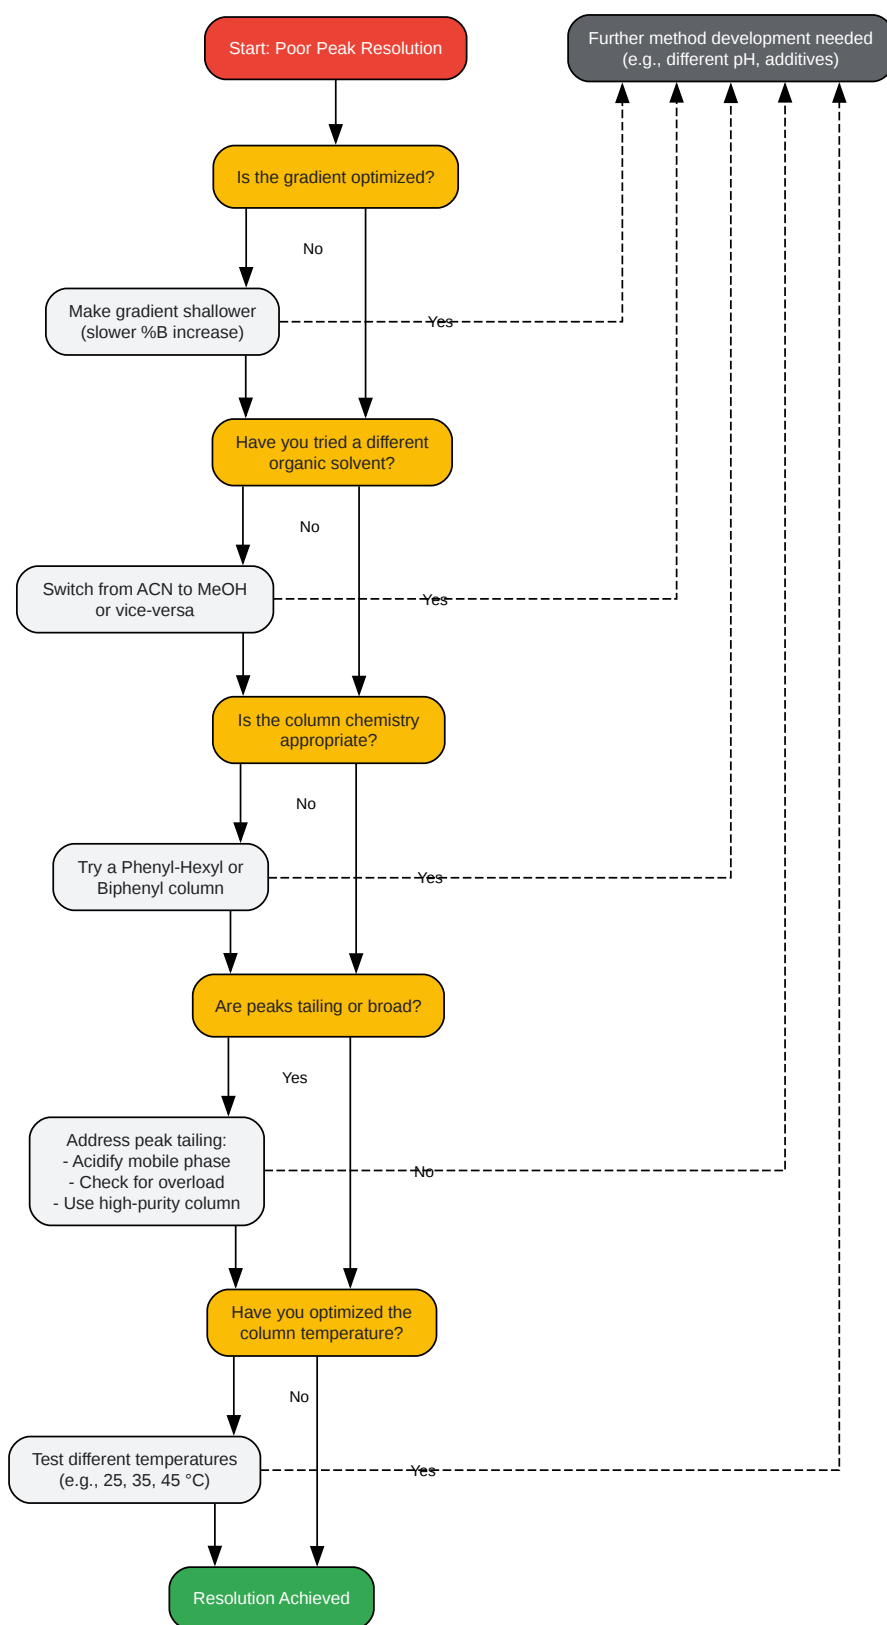 Start: Poor Peak Resolution
Further method development needed
(e.g., different pH, additives)
Is the gradient optimized?
No
Make gradient shallower
(slower %B increase)
Yes
Have you tried a different
organic solvent?
No
Switch from ACN to MeOH
or vice-versa
Yes
Is the column chemistry
appropriate?
No
Try a Phenyl-Hexyl or
Biphenyl column
Yes
Are peaks tailing or broad?
Yes
Address peak tailing:
- Acidify mobile phase
- Check for overload
- Use high-purity column
No
Have you optimized the
column temperature?
No
Test different temperatures
(e.g., 25, 35, 45 °C)
Yes
Resolution Achieved